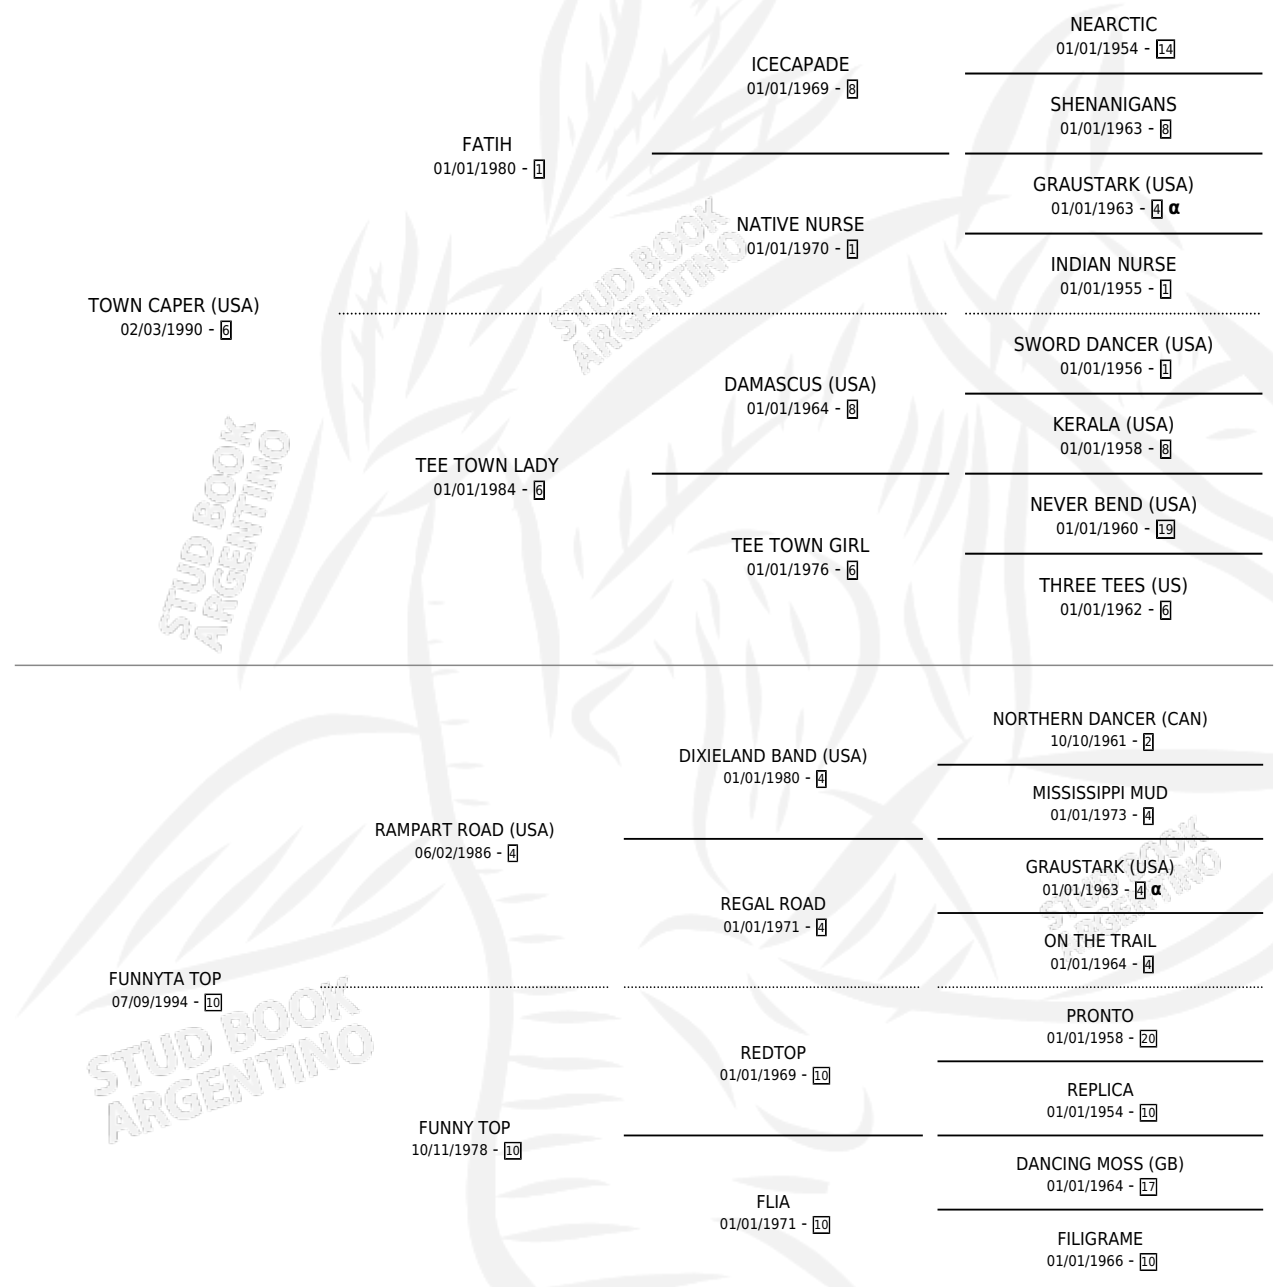 NEARCTIC
01/01/1954 - 14
ICECAPADE
01/01/1969 - 8
SHENANIGANS
01/01/1963 - 8
FATIH
01/01/1980 - 1
GRAUSTARK (USA)
01/01/1963 - 4 α
NATIVE NURSE
01/01/1970 - 1
INDIAN NURSE
01/01/1955 - 1
TOWN CAPER (USA)
02/03/1990 - 6
SWORD DANCER (USA)
01/01/1956 - 1
DAMASCUS (USA)
01/01/1964 - 8
KERALA (USA)
01/01/1958 - 8
TEE TOWN LADY
01/01/1984 - 6
NEVER BEND (USA)
01/01/1960 - 19
TEE TOWN GIRL
01/01/1976 - 6
THREE TEES (US)
01/01/1962 - 6
NORTHERN DANCER (CAN)
10/10/1961 - 2
DIXIELAND BAND (USA)
01/01/1980 - 4
MISSISSIPPI MUD
01/01/1973 - 4
RAMPART ROAD (USA)
06/02/1986 - 4
GRAUSTARK (USA)
01/01/1963 - 4 α
REGAL ROAD
01/01/1971 - 4
ON THE TRAIL
01/01/1964 - 4
FUNNYTA TOP
07/09/1994 - 10
PRONTO
01/01/1958 - 20
REDTOP
01/01/1969 - 10
REPLICA
01/01/1954 - 10
FUNNY TOP
10/11/1978 - 10
DANCING MOSS (GB)
01/01/1964 - 17
FLIA
01/01/1971 - 10
FILIGRAME
01/01/1966 - 10
STUD BOOK
ARGENTINO
STUD BOOK
ARGENTINO
STUD BOOK
ARGENTINO
STUD BOOK
ARGENTINO